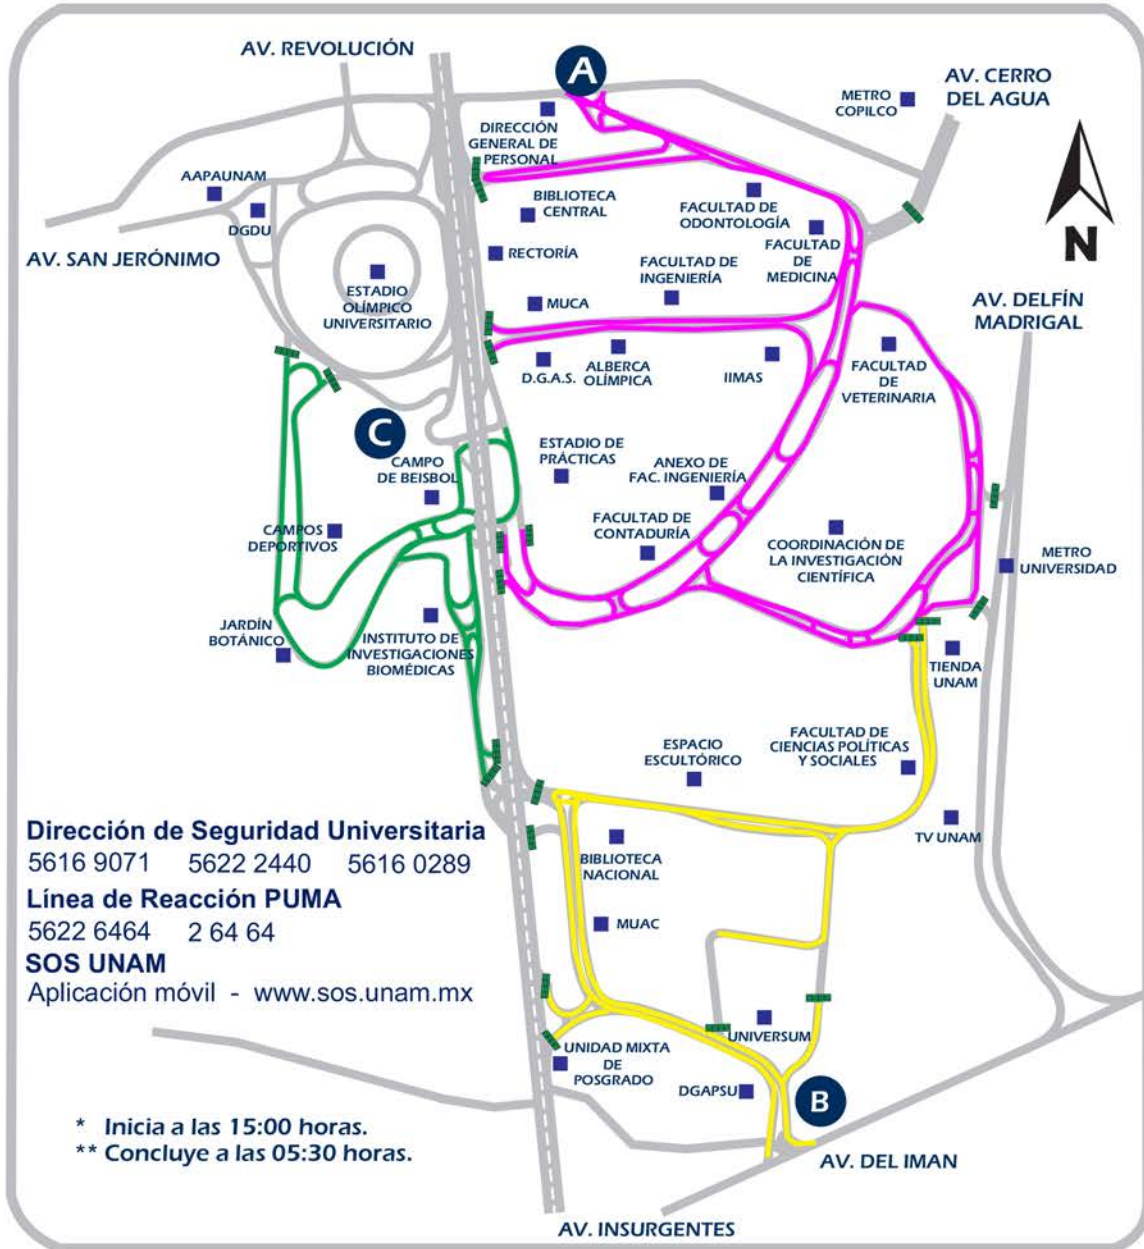 AV. REVOLUCIÓN
A
AV. CERRO
DEL AGUA
METRO
COPILCO
DIRECCIÓN
GENERAL DE
PERSONAL
AAPAUNAM
DGDU
BIBLIOTECA
CENTRAL
FACULTAD DE
ODONTOLOGÍA
FACULTAD
DE
MEDICINA
N
AV. SAN JERÓNIMO
RECTORÍA
FACULTAD DE
INGENIERÍA
ESTADIO
OLÍMPICO
UNIVERSITARIO
MUCA
AV. DELFÍN
MADRIGAL
D.G.A.S.
ALBERCA
OLÍMPICA
IIMAS
FACULTAD
DE
VETERINARIA
C
CAMPO
DE BEISBOL
ESTADIO DE
PRÁCTICAS
ANEXO DE
FAC. INGENIERÍA
CAMPOS
DEPORTIVOS
FACULTAD DE
CONTADURÍA
COORDINACIÓN DE
LA INVESTIGACIÓN
CIENTÍFICA
METRO
UNIVERSIDAD
JARDÍN
BOTÁNICO
INSTITUTO DE
INVESTIGACIONES
BIOMÉDICAS
TIENDA
UNAM
ESPACIO
ESCULTÓRICO
FACULTAD DE
CIENCIAS POLÍTICAS
Y SOCIALES
TV UNAM
Dirección de Seguridad Universitaria
5616 9071 5622 2440 5616 0289
Línea de Reacción PUMA
5622 6464 2 64 64
SOS UNAM
Aplicación móvil - www.sos.unam.mx
BIBLIOTECA
NACIONAL
MUAC
UNIVERSUM
UNIDAD MIXTA
DE
POSGRADO
DGAPSU
B
* Inicia a las 15:00 horas.
** Concluye a las 05:30 horas.
AV. DEL IMAN
AV. INSURGENTES